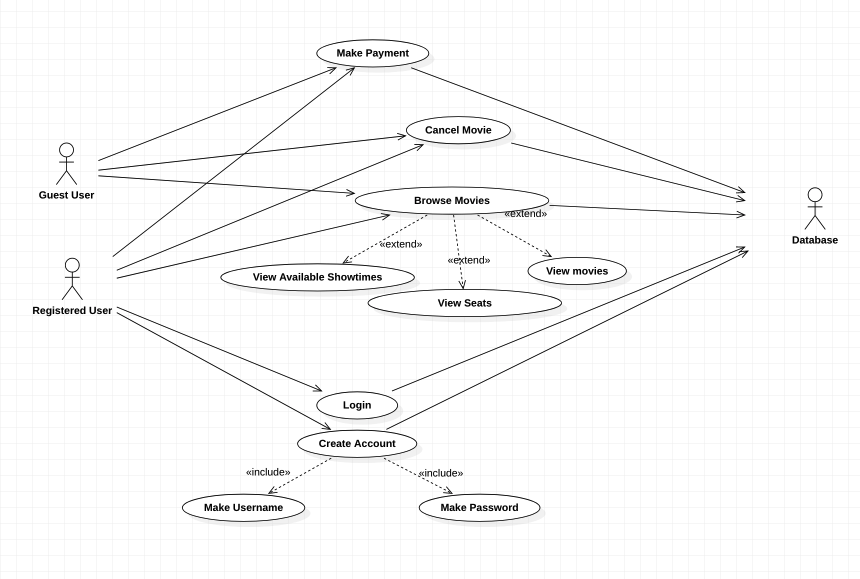 Make Payment
Cancel Movie
Guest User
Browse Movies
«extend»
Database
«extend»
«extend»
View Available Showtimes
View movies
View Seats
Registered User
Login
Create Account
«include»
«include»
Make Username
Make Password